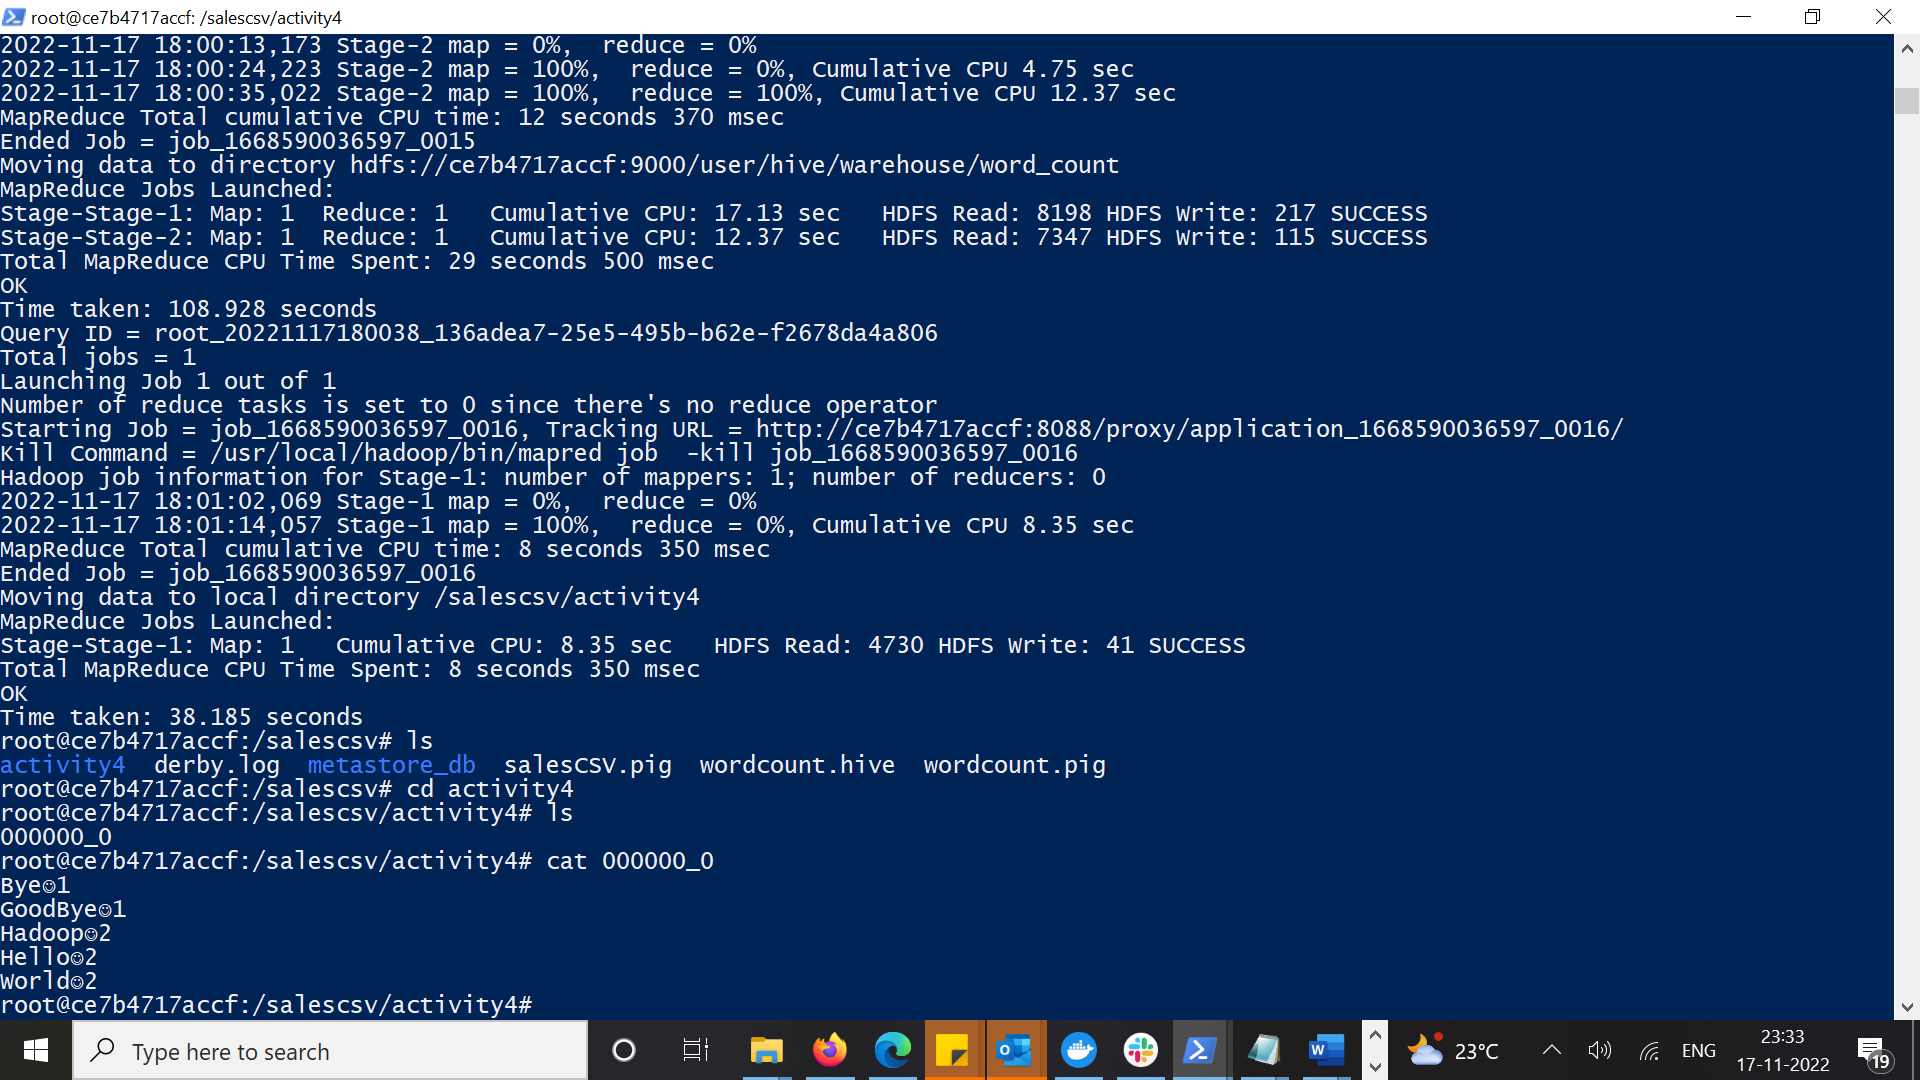 root@ce7b4717accf: /salescsv/activity4
2022-11-17 18:00:13,173 Stage-2 map = 0%,  reduce = 0%
2022-11-17 18:00:24,223 Stage-2 map = 100%,  reduce = 0%, Cumulative CPU 4.75 sec
2022-11-17 18:00:35,022 Stage-2 map = 100%,  reduce = 100%, Cumulative CPU 12.37 sec
MapReduce Total cumulative CPU time: 12 seconds 370 msec
Ended Job = job_1668590036597_0015
Moving data to directory hdfs://ce7b4717accf:9000/user/hive/warehouse/word_count
MapReduce Jobs Launched:
Stage-Stage-1: Map: 1  Reduce: 1   Cumulative CPU: 17.13 sec   HDFS Read: 8198 HDFS Write: 217 SUCCESS
Stage-Stage-2: Map: 1  Reduce: 1   Cumulative CPU: 12.37 sec   HDFS Read: 7347 HDFS Write: 115 SUCCESS
Total MapReduce CPU Time Spent: 29 seconds 500 msec
OK
Time taken: 108.928 seconds
Query ID = root_20221117180038_136adea7-25e5-495b-b62e-f2678da4a806
Total jobs = 1
Launching Job 1 out of 1
Number of reduce tasks is set to 0 since there's no reduce operator
Starting Job = job_1668590036597_0016, Tracking URL = http://ce7b4717accf:8088/proxy/application_1668590036597_0016/
Kill Command = /usr/local/hadoop/bin/mapred job  -kill job_1668590036597_0016
Hadoop job information for Stage-1: number of mappers: 1; number of reducers: 0
2022-11-17 18:01:02,069 Stage-1 map = 0%,  reduce = 0%
2022-11-17 18:01:14,057 Stage-1 map = 100%,  reduce = 0%, Cumulative CPU 8.35 sec
MapReduce Total cumulative CPU time: 8 seconds 350 msec
Ended Job = job_1668590036597_0016
Moving data to local directory /salescsv/activity4
MapReduce Jobs Launched:
Stage-Stage-1: Map: 1   Cumulative CPU: 8.35 sec   HDFS Read: 4730 HDFS Write: 41 SUCCESS
Total MapReduce CPU Time Spent: 8 seconds 350 msec
OK
Time taken: 38.185 seconds
root@ce7b4717accf:/salescsv# ls
activity4  derby.log  metastore_db  salesCSV.pig  wordcount.hive  wordcount.pig
root@ce7b4717accf:/salescsv# cd activity4
root@ce7b4717accf:/salescsv/activity4# ls
000000_0
root@ce7b4717accf:/salescsv/activity4# cat 000000_0
Bye☺1
GoodBye☺1
Hadoop☺2
Hello☺2
World☺2
root@ce7b4717accf:/salescsv/activity4#
Type here to search
23°C
ENG
23:33
17-11-2022
19